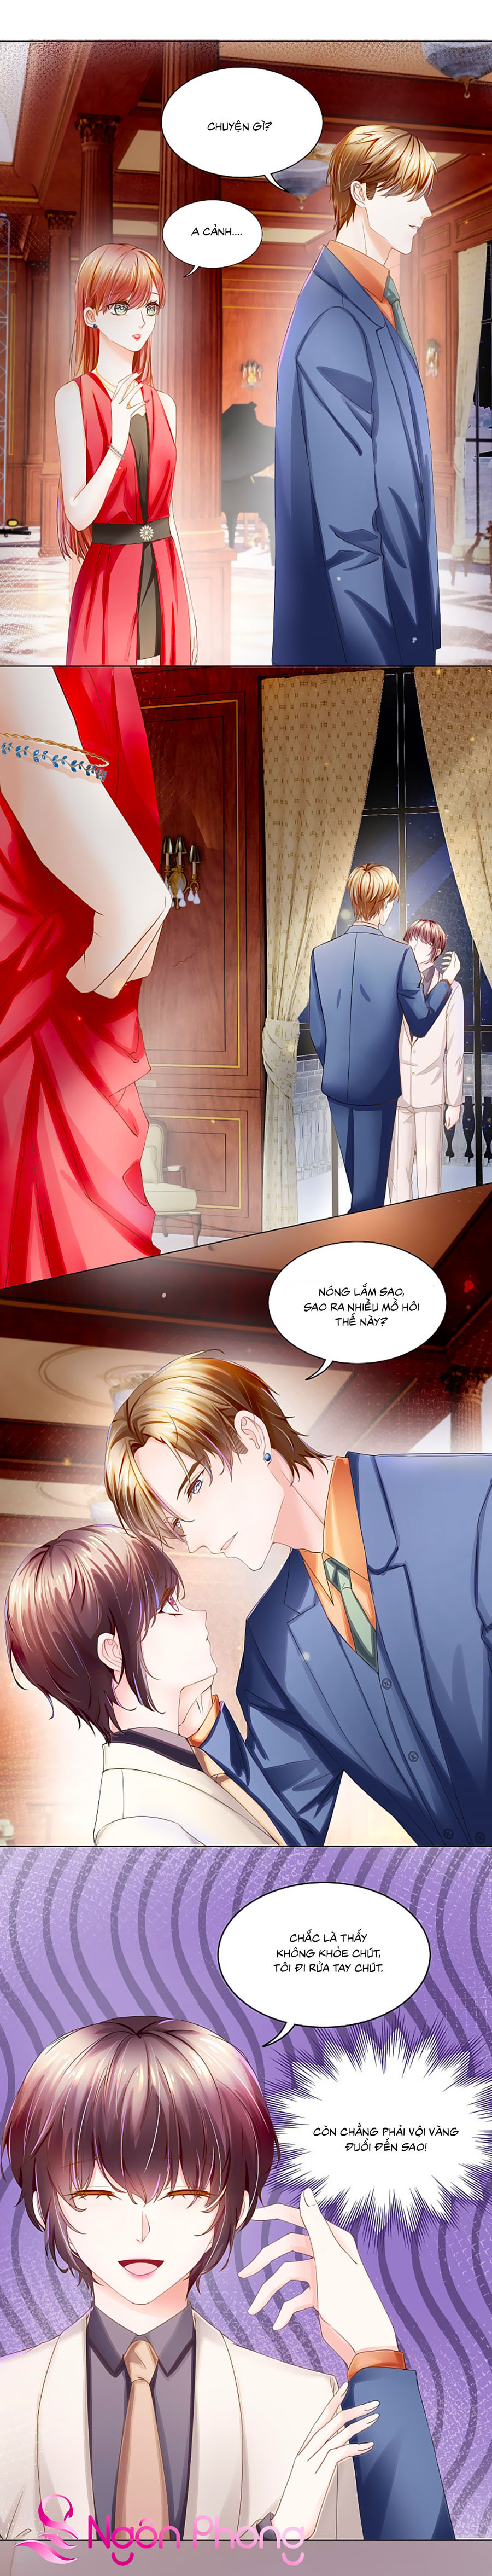 CHUYỆN GÌ?
A CẢNH....
NÓNG LẮM SAO,
SAO RA NHIỀU MỒ HÔI
THẾ NÀY?
CHẮC LÀ THẤY
KHÔNG KHỎE CHÚT,
TÔI ĐI RỬA TAY CHÚT.
CÒN CHẲNG PHẢI VỘI VÀNG
ĐUỔI ĐẾN SAO!
Ngôn Phong